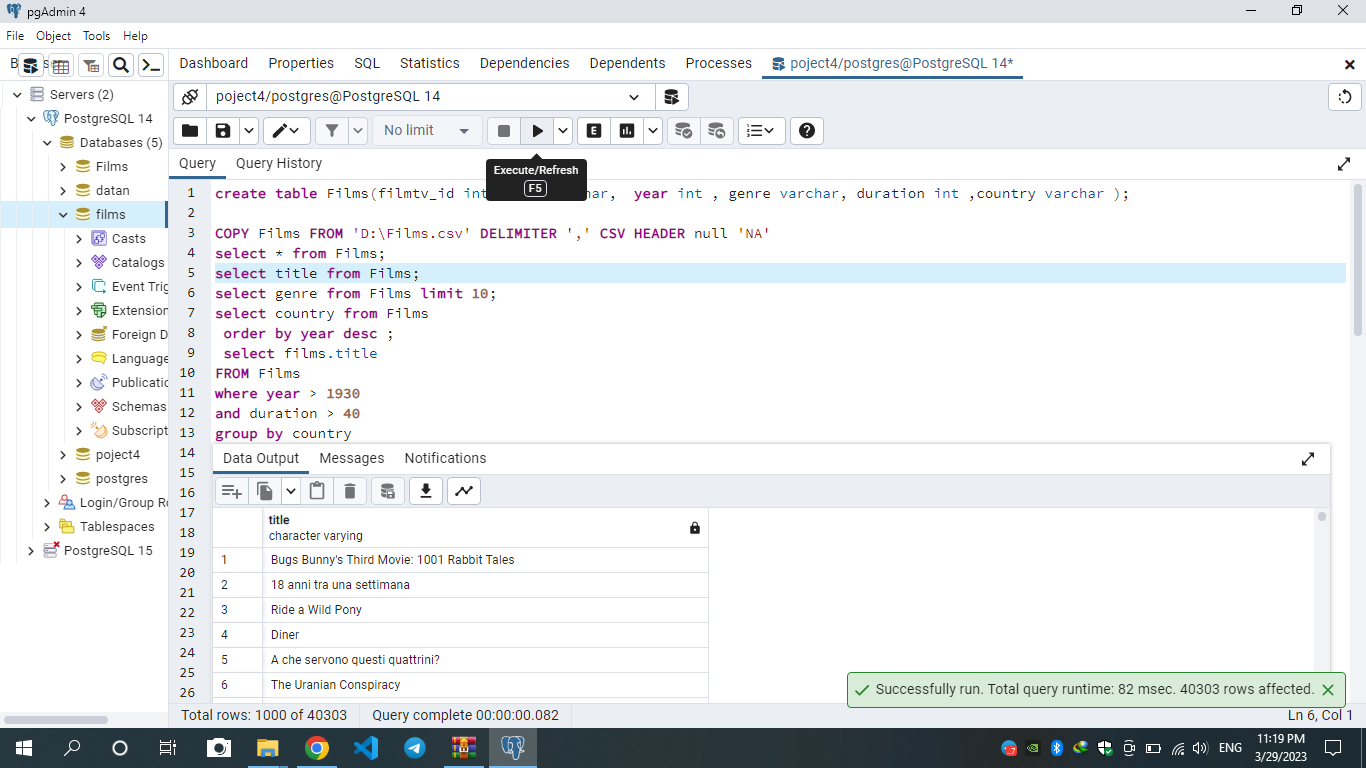 pgAdmin 4
File Object Tools Help
Dashboard Properties SQL Statistics Dependencies Dependents Processes poject4/postgres@PostgreSQL 14*
Servers (2)
PostgreSQL 14
Databases (5)
Films
datan
films
Casts
Catalogs
Event Trig
Extension
Foreign D
Language
Publicatio
Schemas
Subscript
poject4
postgres
Login/Group Ro
Tablespaces
PostgreSQL 15
poject4/postgres@PostgreSQL 14
No limit
E
Query Query History
Execute/Refresh
F5
1 create table Films(filmtv_id int har, year int , genre varchar, duration int ,country varchar );
2
3 COPY Films FROM 'D:\Films.csv' DELIMITER ',' CSV HEADER null 'NA'
4 select * from Films;
5 select title from Films;
6 select genre from Films limit 10;
7 select country from Films
8 order by year desc ;
9 select films.title
10 FROM Films
11 where year > 1930
12 and duration > 40
13 group by country
14
15
16
17
18
19
20
21
22
23
24
25
26
Data Output Messages Notifications
title
character varying
1 Bugs Bunny's Third Movie: 1001 Rabbit Tales
2 18 anni tra una settimana
3 Ride a Wild Pony
4 Diner
5 A che servono questi quattrini?
6 The Uranian Conspiracy
Successfully run. Total query runtime: 82 msec. 40303 rows affected.
Total rows: 1000 of 40303 Query complete 00:00:00.082 Ln 6, Col 1
ENG
11:19 PM
3/29/2023